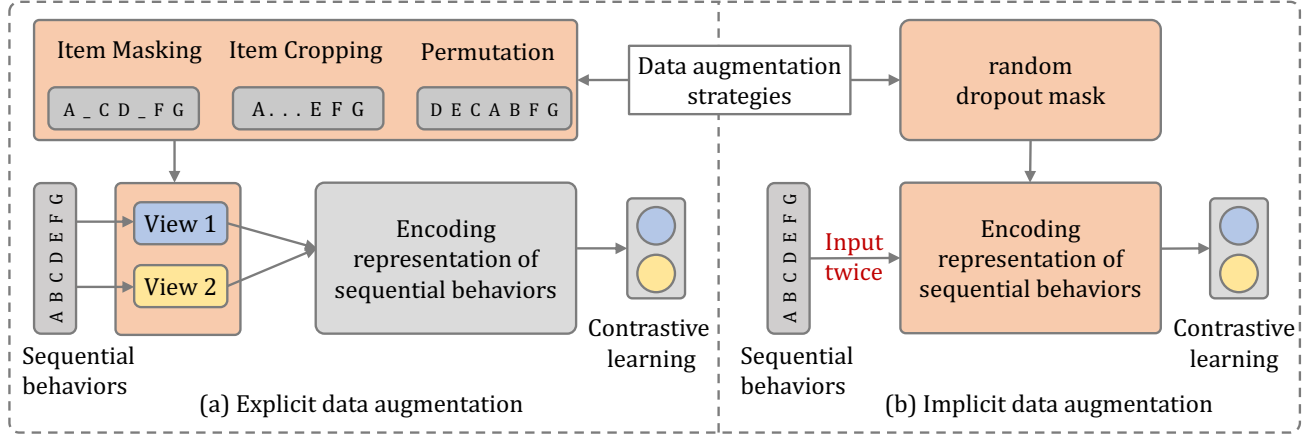 Item Masking
Item Cropping
Permutation
A _ C D _ F G
A . . . E F G
D E C A B F G
Data augmentation
strategies
random
dropout mask
A B C D E F G
View 1
View 2
Encoding
representation of
sequential behaviors
Contrastive
learning
Sequential
behaviors
(a) Explicit data augmentation
A B C D E F G
Input
twice
Encoding
representation of
sequential behaviors
Contrastive
learning
Sequential
behaviors
(b) Implicit data augmentation